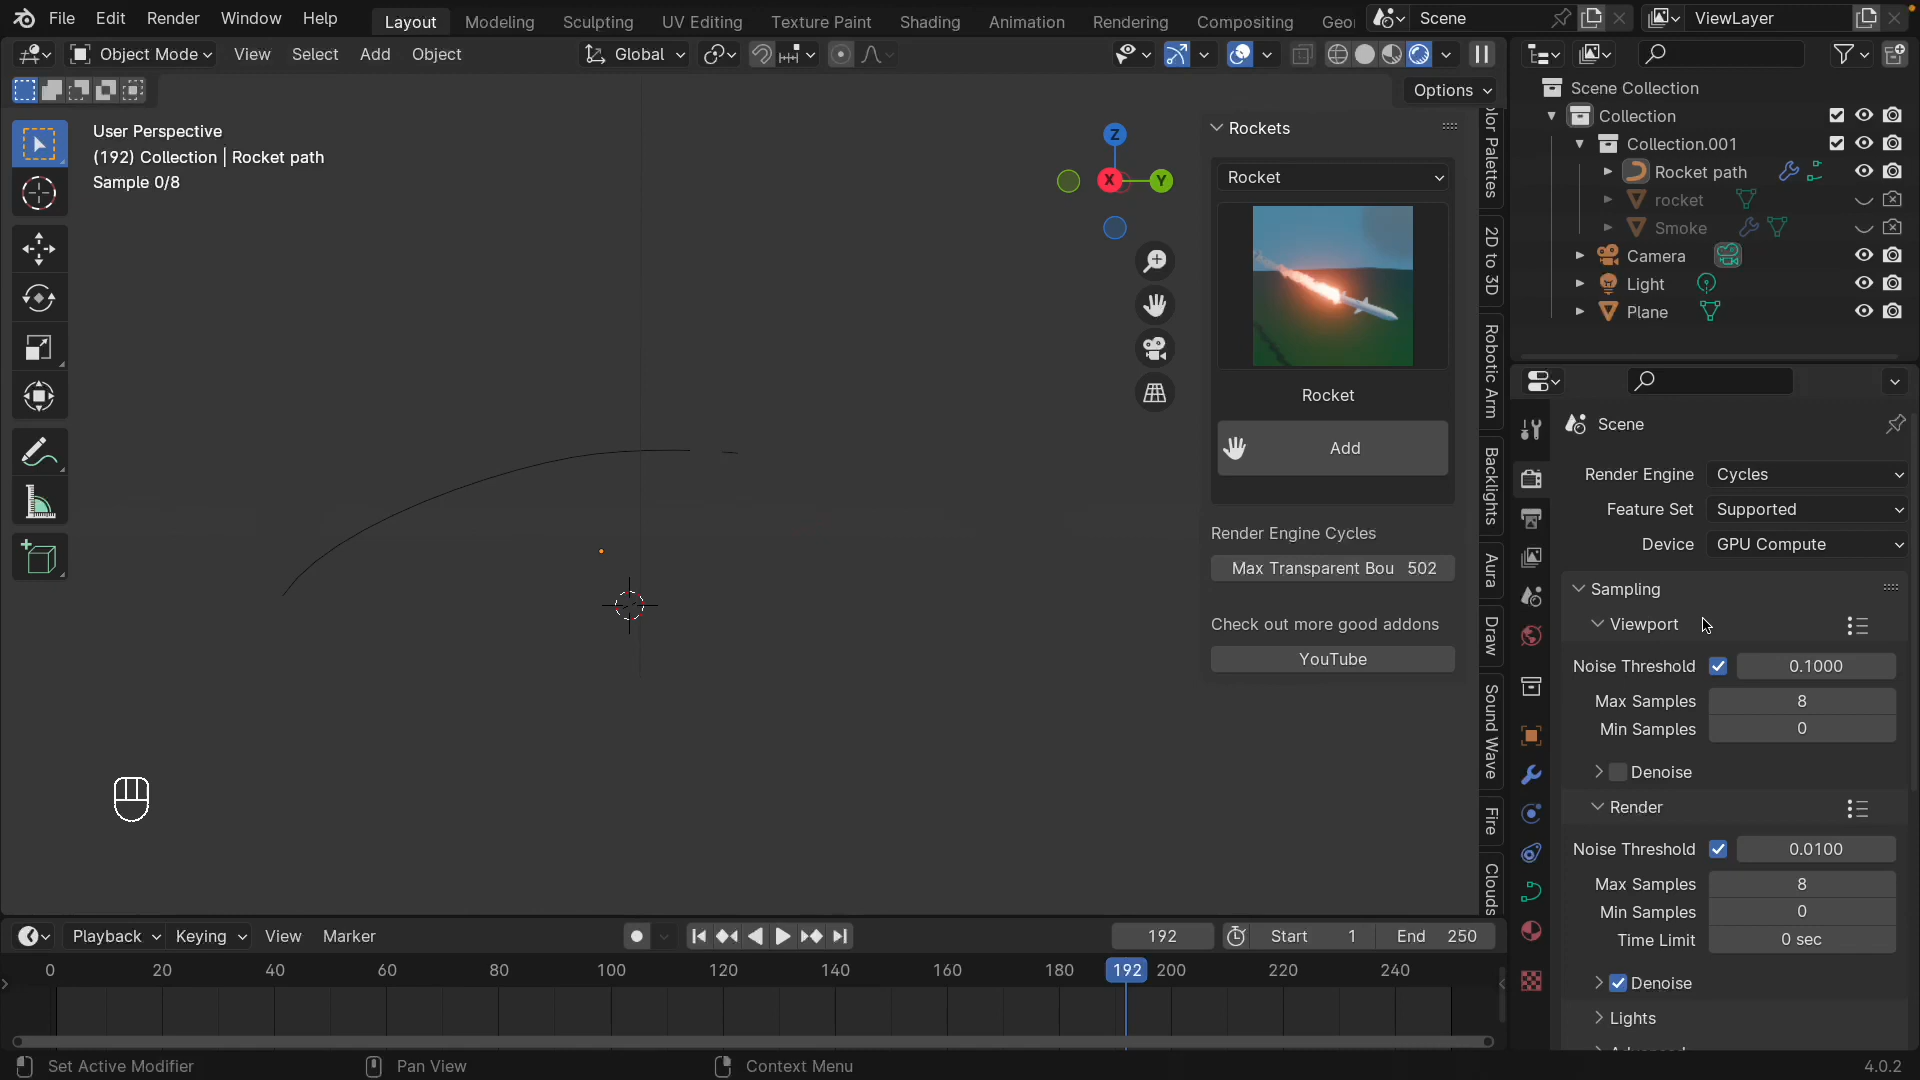 File Edit Render Window Help
Layout Modeling Sculpting UV Editing Texture Paint Shading Animation Rendering Compositing Geo
Scene
ViewLayer
Object Mode View Select Add Object
Global
Options
User Perspective
(192) Collection | Rocket path
Sample 0/8
Z
X
Y
Rockets
Rocket
Rocket
Add
Render Engine Cycles
Max Transparent Bou 502
Check out more good addons
YouTube
lor Palettes
2D to 3D
Robotic Arm
Backlights
Aura
Draw
Sound Wave
Fire
Clouds
Scene Collection
Collection
Collection.001
Rocket path
rocket
Smoke
Camera
Light
Plane
Scene
Render Engine Cycles
Feature Set Supported
Device GPU Compute
Sampling
Viewport
Noise Threshold 0.1000
Max Samples 8
Min Samples 0
Denoise
Render
Noise Threshold 0.0100
Max Samples 8
Min Samples 0
Time Limit 0 sec
Denoise
Lights
Playback Keying View Marker
192 Start 1 End 250
0 20 40 60 80 100 120 140 160 180 192 200 220 240
Set Active Modifier Pan View Context Menu 4.0.2